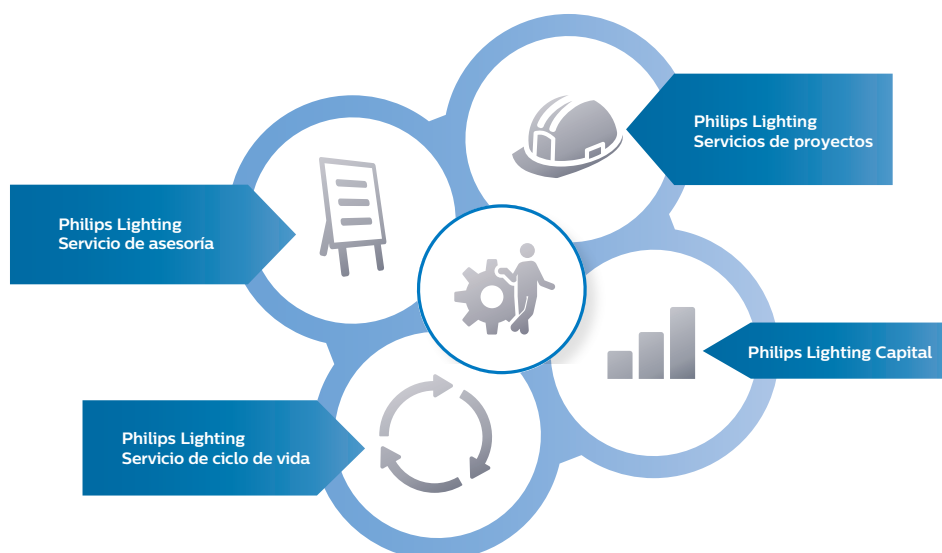 Philips Lighting
Servicios de proyectos
Philips Lighting
Servicio de asesoría
Philips Lighting Capital
Philips Lighting
Servicio de ciclo de vida